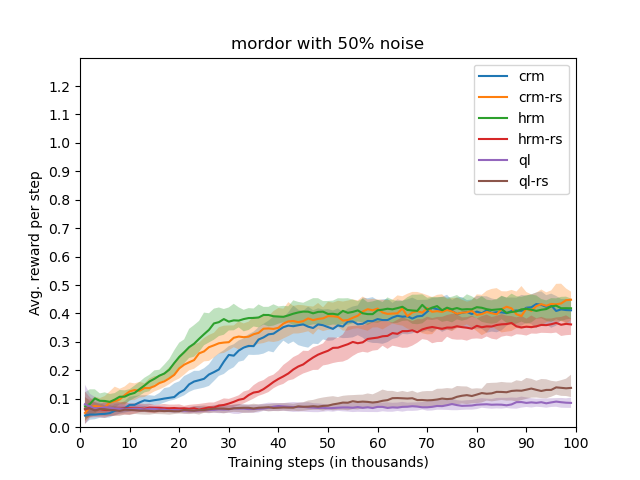 mordor with 50% noise
crm
crm-rs
hrm
hrm-rs
ql
ql-rs
Avg. reward per step
1.2
1.1
1.0
0.9
0.8
0.7
0.6
0.5
0.4
0.3
0.2
0.1
0.0
0 10 20 30 40 50 60 70 80 90 100
Training steps (in thousands)